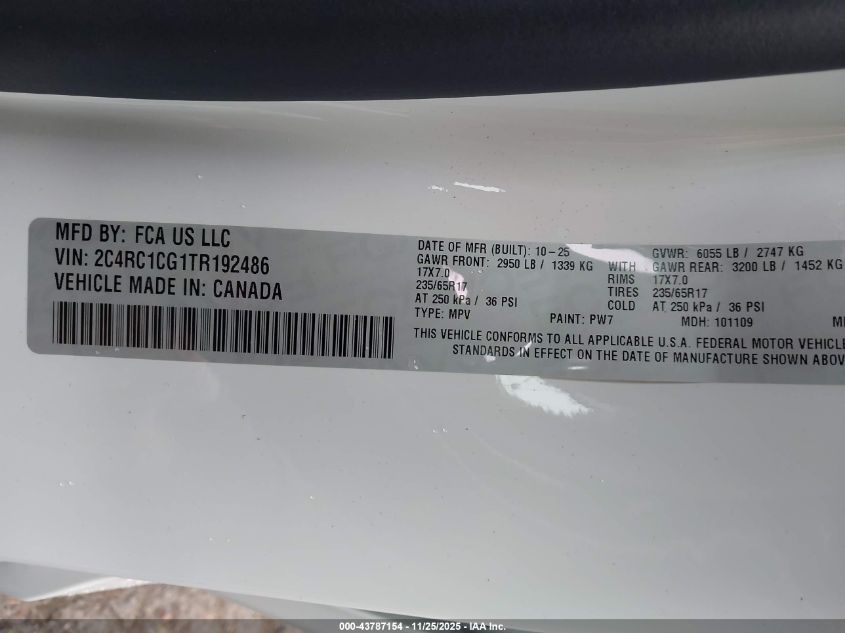 MFD BY: FCA US LLC
VIN: 2C4RC1CG1TR192486
VEHICLE MADE IN: CANADA
DATE OF MFR (BUILT): 10-25 GVWR: 6055 LB / 2747 KG
GAWR FRONT: 2950 LB / 1339 KG WITH GAWR REAR: 3200 LB / 1452 KG
17X7.0 RIMS 17X7.0
235/65R17 TIRES 235/65R17
AT 250 kPa / 36 PSI COLD AT 250 kPa / 36 PSI
TYPE: MPV PAINT: PW7 MDH: 101109
THIS VEHICLE CONFORMS TO ALL APPLICABLE U.S.A. FEDERAL MOTOR VEHICLE
STANDARDS IN EFFECT ON THE DATE OF MANUFACTURE SHOWN ABOV
000-43787154 - 11/25/2025 - IAA Inc.